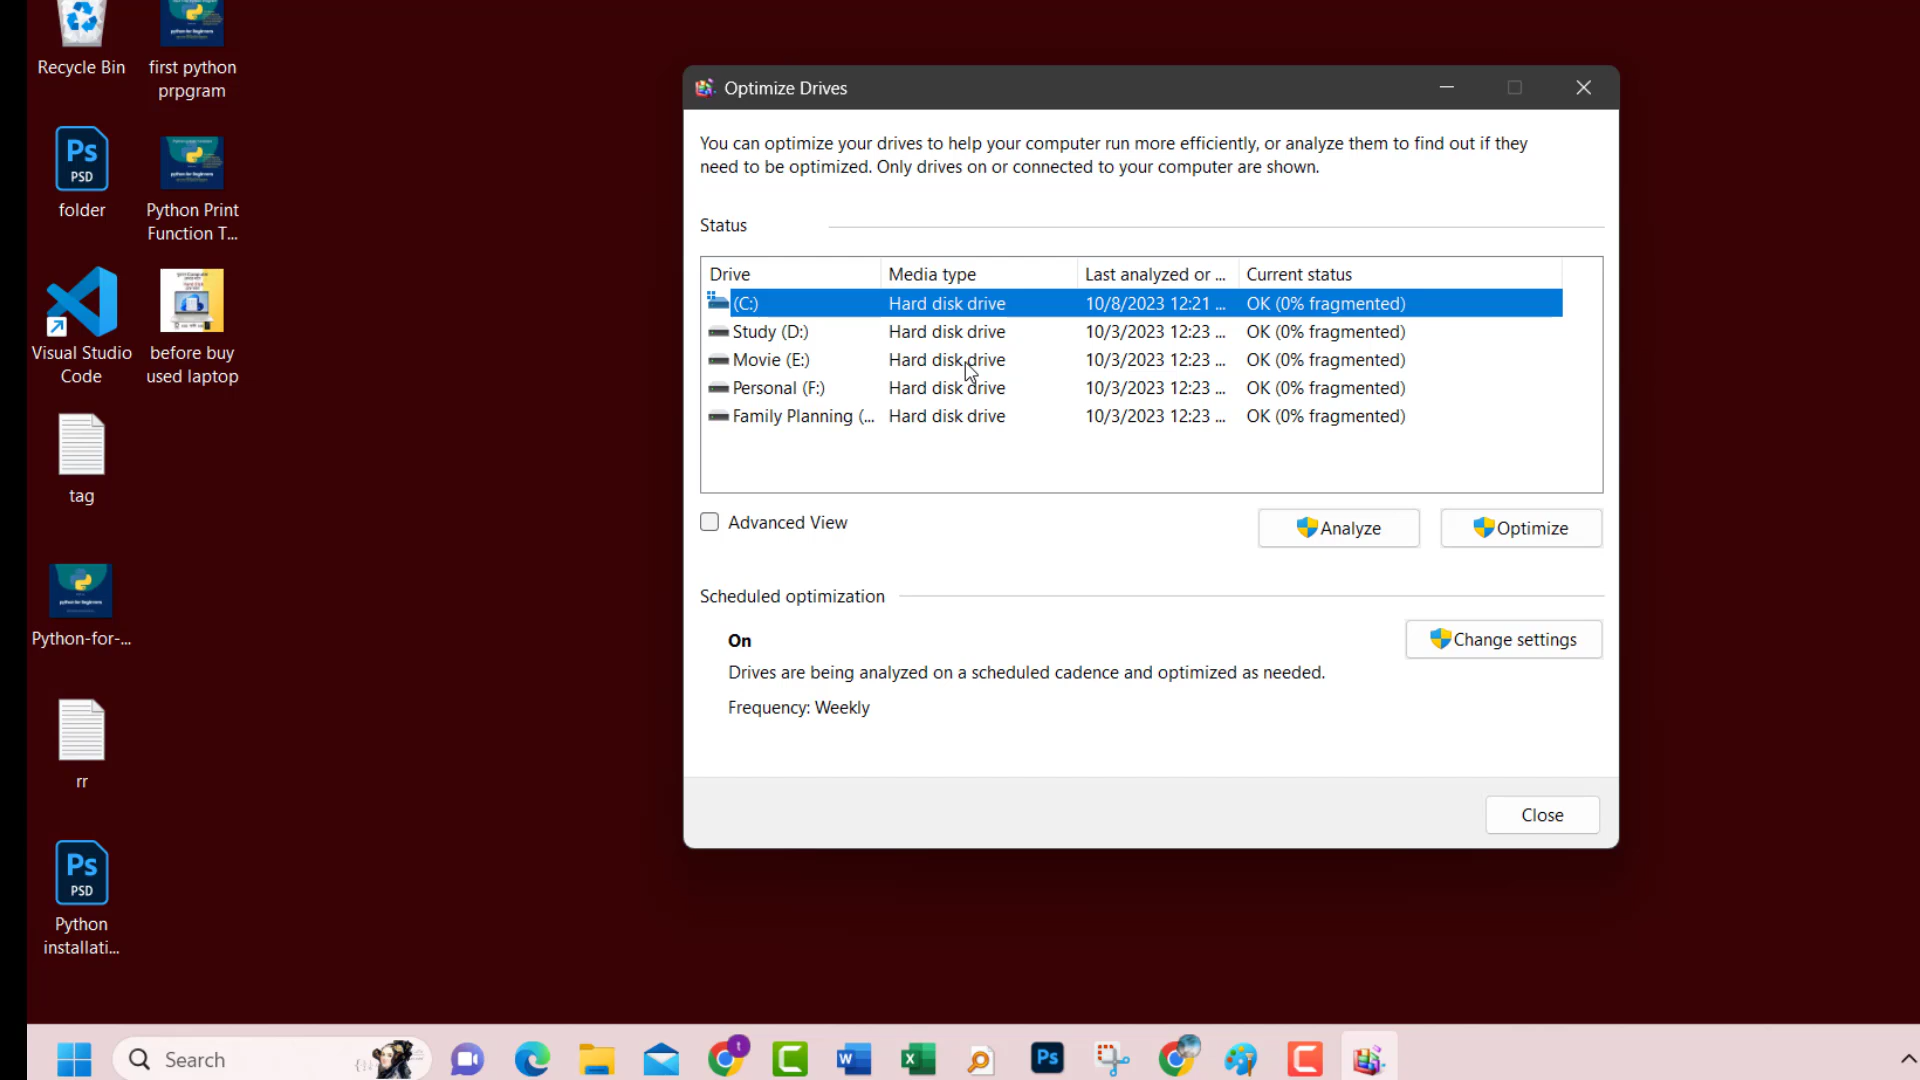 Recycle Bin
first python
prpgram
Ps
PSD
folder
Python Print
Function T...
Visual Studio
Code
before buy
used laptop
tag
Python-for-...
rr
Ps
PSD
Python
installati...
Optimize Drives
You can optimize your drives to help your computer run more efficiently, or analyze them to find out if they
need to be optimized. Only drives on or connected to your computer are shown.
Status
Drive Media type Last analyzed or ... Current status
(C:) Hard disk drive 10/8/2023 12:21 ... OK (0% fragmented)
Study (D:) Hard disk drive 10/3/2023 12:23 ... OK (0% fragmented)
Movie (E:) Hard disk drive 10/3/2023 12:23 ... OK (0% fragmented)
Personal (F:) Hard disk drive 10/3/2023 12:23 ... OK (0% fragmented)
Family Planning (... Hard disk drive 10/3/2023 12:23 ... OK (0% fragmented)
Advanced View
Analyze
Optimize
Scheduled optimization
On
Drives are being analyzed on a scheduled cadence and optimized as needed.
Frequency: Weekly
Change settings
Close
Search
t
Ps